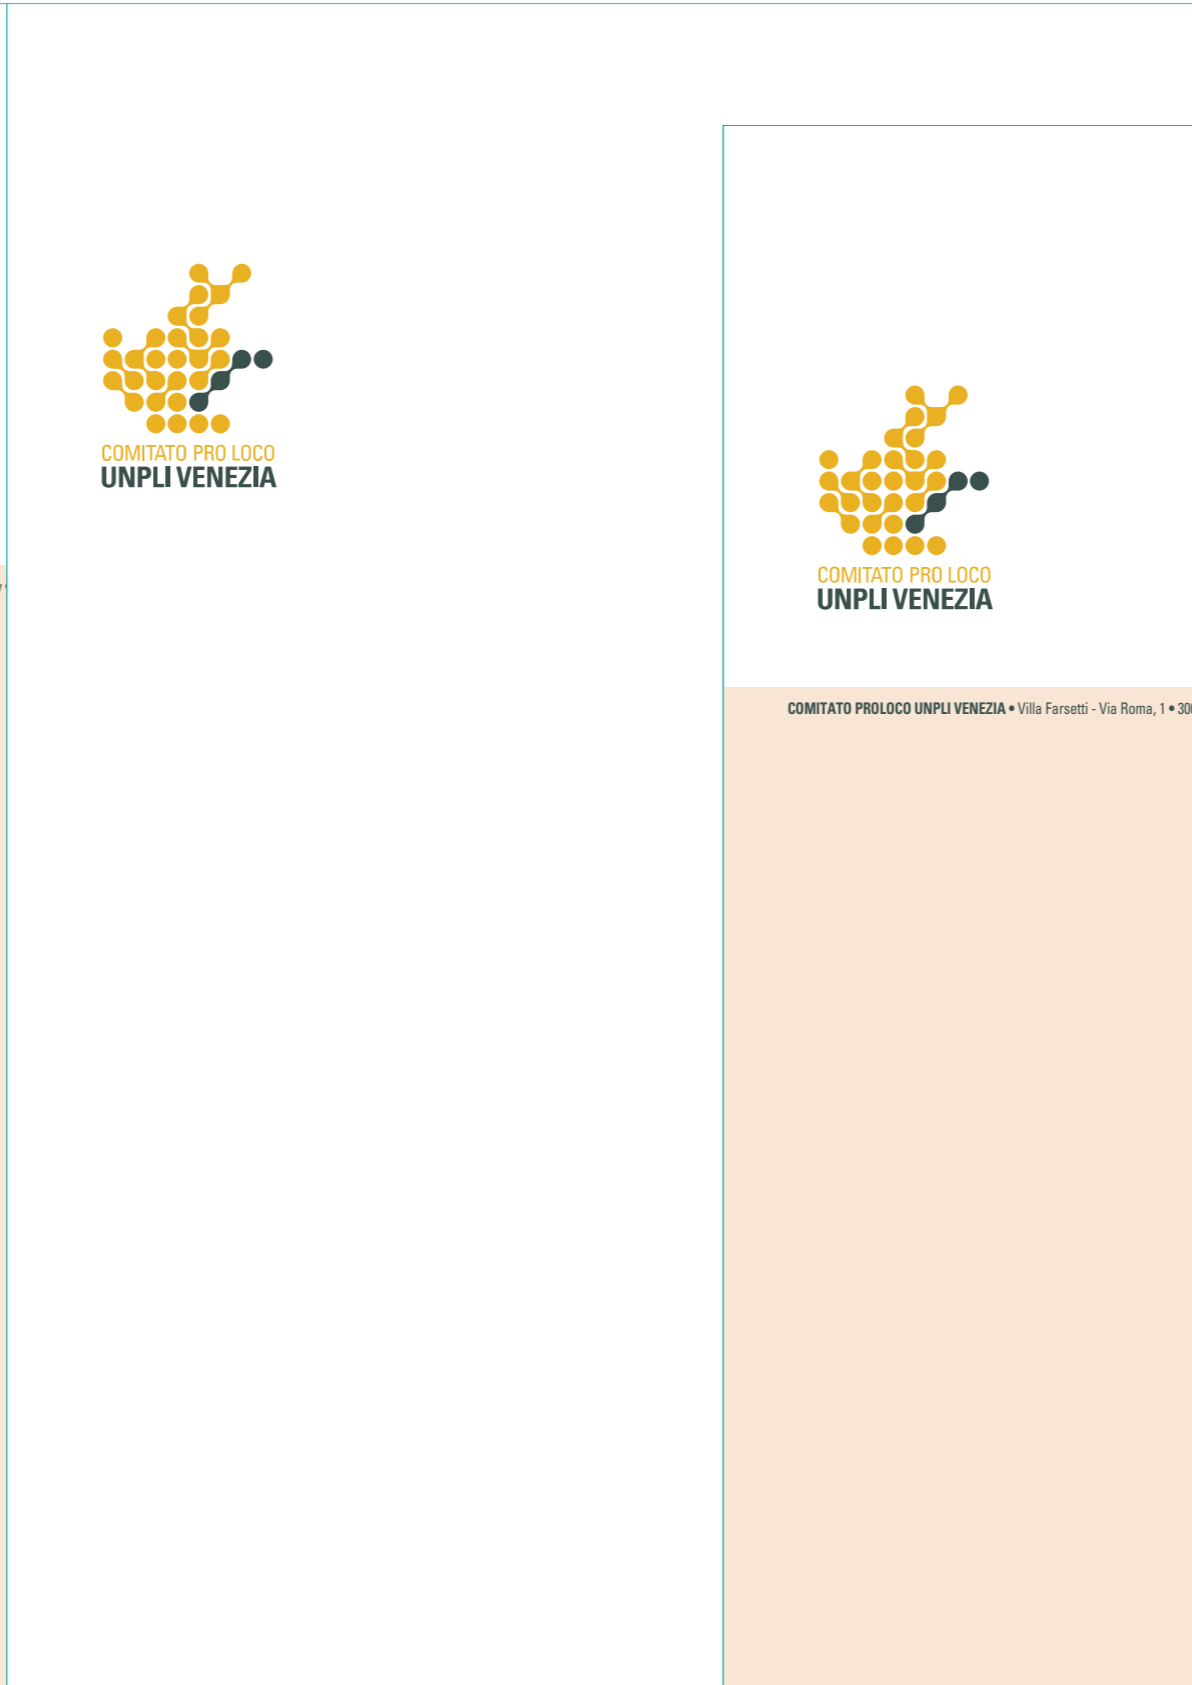 COMITATO PRO LOCO
UNPLI VENEZIA
COMITATO PRO LOCO
UNPLI VENEZIA
COMITATO PROLOCO UNPLI VENEZIA • Villa Farsetti - Via Roma, 1 •